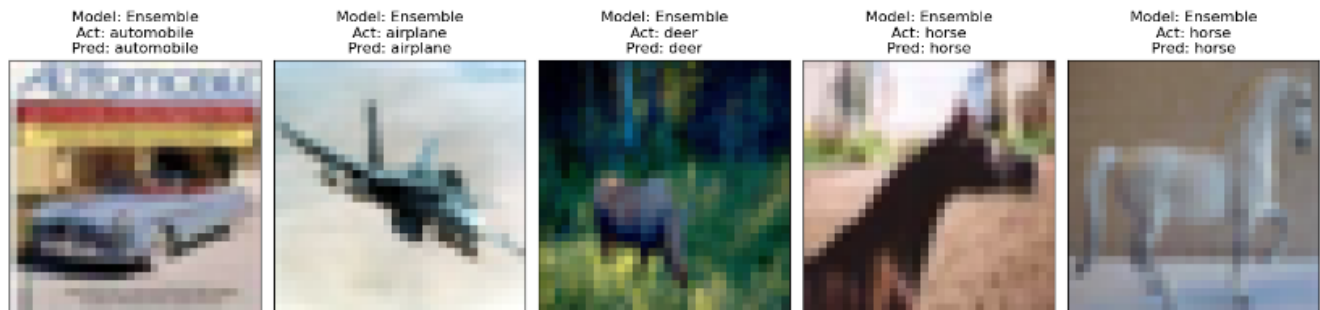 Model: Ensemble
Act: automobile
Pred: automobile
Model: Ensemble
Act: airplane
Pred: airplane
Model: Ensemble
Act: deer
Pred: deer
Model: Ensemble
Act: horse
Pred: horse
Model: Ensemble
Act: horse
Pred: horse
Automobile